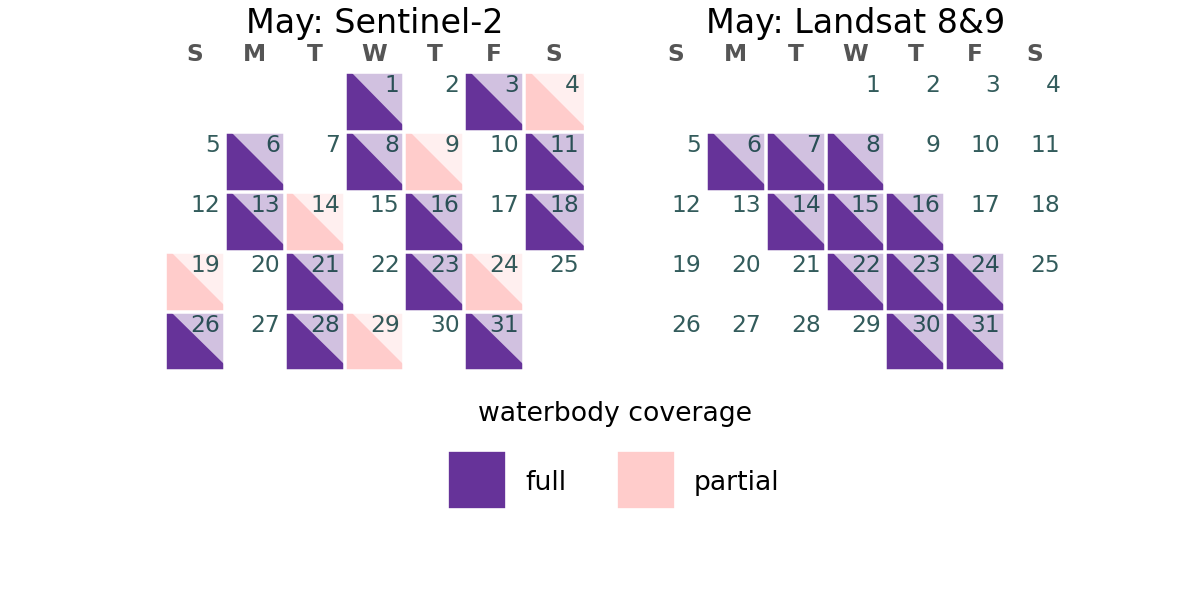 May: Sentinel-2
S M T W T F S
1 2 3 4
5 6 7 8 9 10 11
12 13 14 15 16 17 18
19 20 21 22 23 24 25
26 27 28 29 30 31
May: Landsat 8&9
S M T W T F S
1 2 3 4
5 6 7 8 9 10 11
12 13 14 15 16 17 18
19 20 21 22 23 24 25
26 27 28 29 30 31
waterbody coverage
full partial